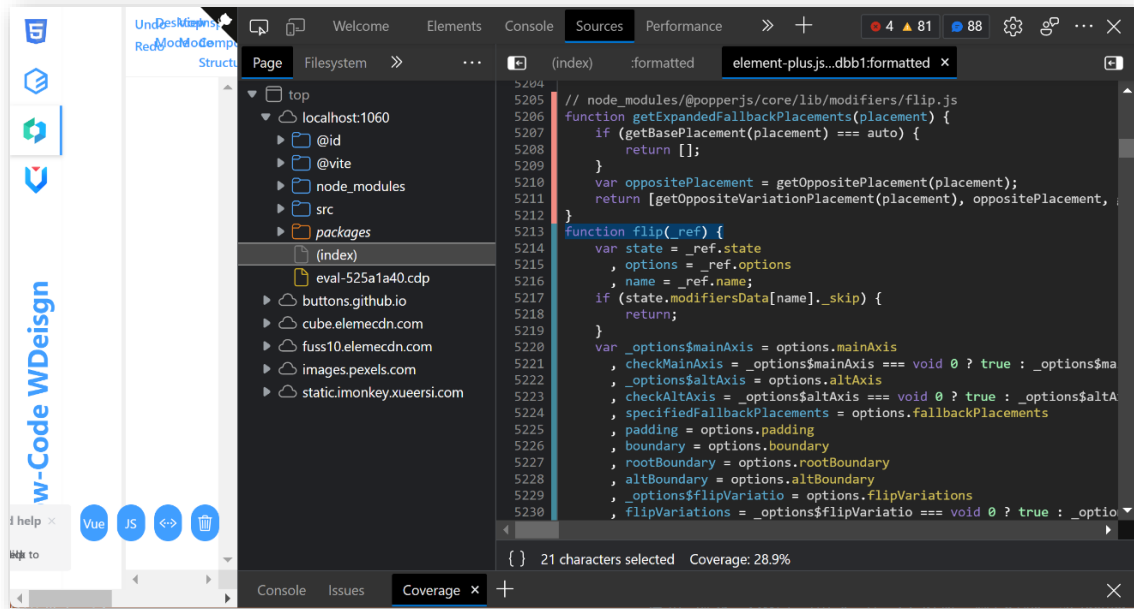 Undo
Redo
Welcome
Elements
Console
Sources
Performance
4
81
88
Page
Filesystem
(index)
:formatted
element-plus.js...dbb1:formatted
top
localhost:1060
@id
@vite
node_modules
src
packages
(index)
eval-525a1a40.cdp
buttons.github.io
cube.elemecdn.com
fuss10.elemecdn.com
images.pexels.com
static.imonkey.xueersi.com
5204
5205 // node_modules/@popperjs/core/lib/modifiers/flip.js
5206 function getExpandedFallbackPlacements(placement) {
5207 if (getBasePlacement(placement) === auto) {
5208 return [];
5209 }
5210 var oppositePlacement = getOppositePlacement(placement);
5211 return [getOppositeVariationPlacement(placement), oppositePlacement,
5212 }
5213 function flip(_ref) {
5214 var state = _ref.state
5215 , options = _ref.options
5216 , name = _ref.name;
5217 if (state.modifiersData[name]._skip) {
5218 return;
5219 }
5220 var _options$mainAxis = options.mainAxis
5221 , checkMainAxis = _options$mainAxis === void 0 ? true : _options$ma
5222 , _options$altAxis = options.altAxis
5223 , checkAltAxis = _options$altAxis === void 0 ? true : _options$altA
5224 , specifiedFallbackPlacements = options.fallbackPlacements
5225 , padding = options.padding
5226 , boundary = options.boundary
5227 , rootBoundary = options.rootBoundary
5228 , altBoundary = options.altBoundary
5229 , _options$flipVariatio = options.flipVariations
5230 , flipVariations = _options$flipVariatio === void 0 ? true : _optio
w-Code WDeisgn
help
Vue
JS
to
{ } 21 characters selected Coverage: 28.9%
Console
Issues
Coverage